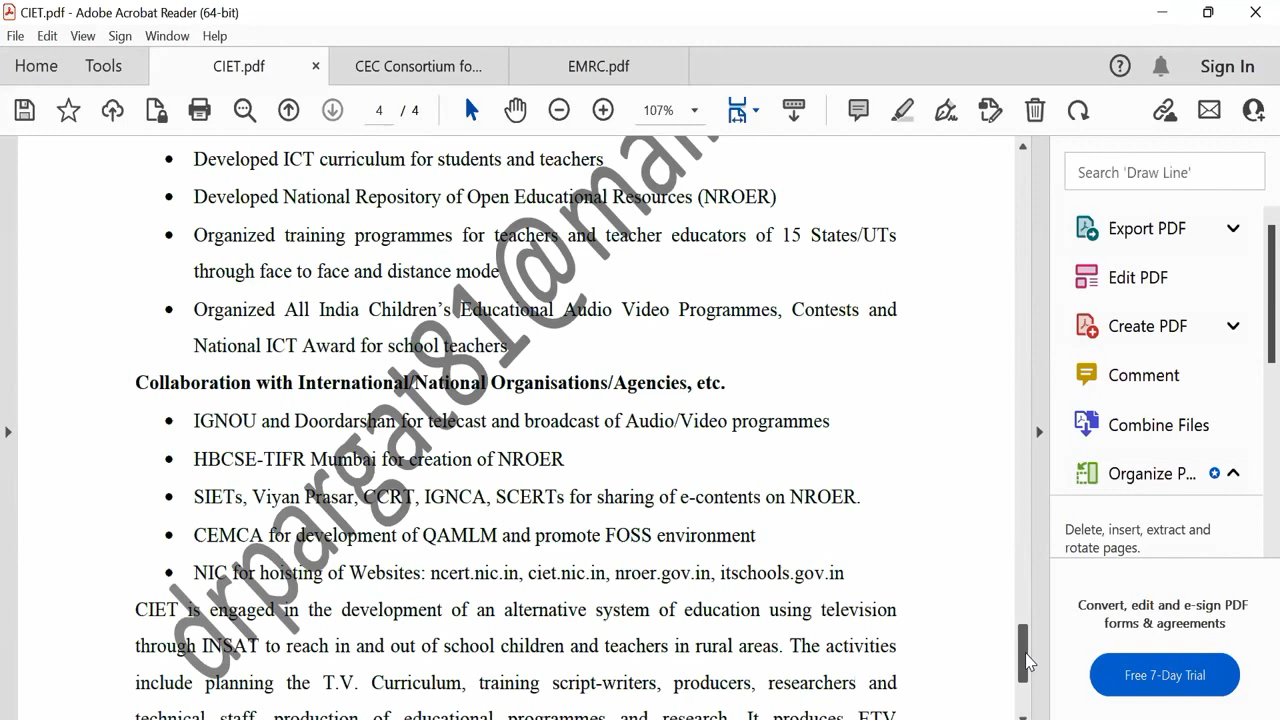 CIET.pdf - Adobe Acrobat Reader (64-bit)
File Edit View Sign Window Help
Home Tools CIET.pdf × CEC Consortium fo... EMRC.pdf Sign In
4 / 4 107%
• Developed ICT curriculum for students and teachers
• Developed National Repository of Open Educational Resources (NROER)
• Organized training programmes for teachers and teacher educators of 15 States/UTs
through face to face and distance mode
• Organized All India Children’s Educational Audio Video Programmes, Contests and
National ICT Award for school teachers
Collaboration with International/National Organisations/Agencies, etc.
• IGNOU and Doordarshan for telecast and broadcast of Audio/Video programmes
• HBCSE-TIFR Mumbai for creation of NROER
• SIETs, Viyan Prasar, CCRT, IGNCA, SCERTs for sharing of e-contents on NROER.
• CEMCA for development of QAMLM and promote FOSS environment
• NIC for hoisting of Websites: ncert.nic.in, ciet.nic.in, nroer.gov.in, itschools.gov.in
CIET is engaged in the development of an alternative system of education using television
through INSAT to reach in and out of school children and teachers in rural areas. The activities
include planning the T.V. Curriculum, training script-writers, producers, researchers and
technical staff, production of educational programmes and research. It produces ETV
drpargat81@mail
Search 'Draw Line'
Export PDF
Edit PDF
Create PDF
Comment
Combine Files
Organize P...
Delete, insert, extract and
rotate pages.
Convert, edit and e-sign PDF
forms & agreements
Free 7-Day Trial